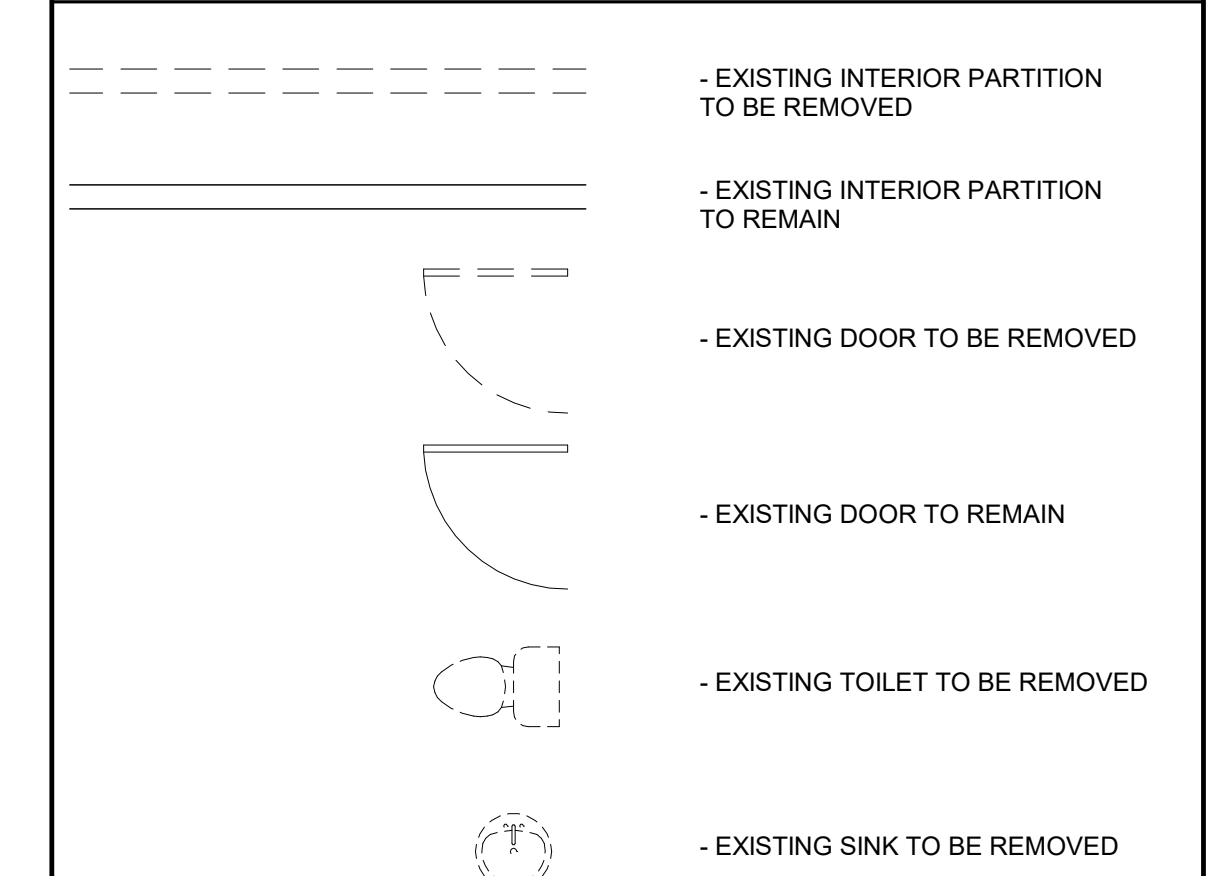 - EXISTING INTERIOR PARTITION
TO BE REMOVED
- EXISTING INTERIOR PARTITION
TO REMAIN
- EXISTING DOOR TO BE REMOVED
- EXISTING DOOR TO REMAIN
- EXISTING TOILET TO BE REMOVED
- EXISTING SINK TO BE REMOVED